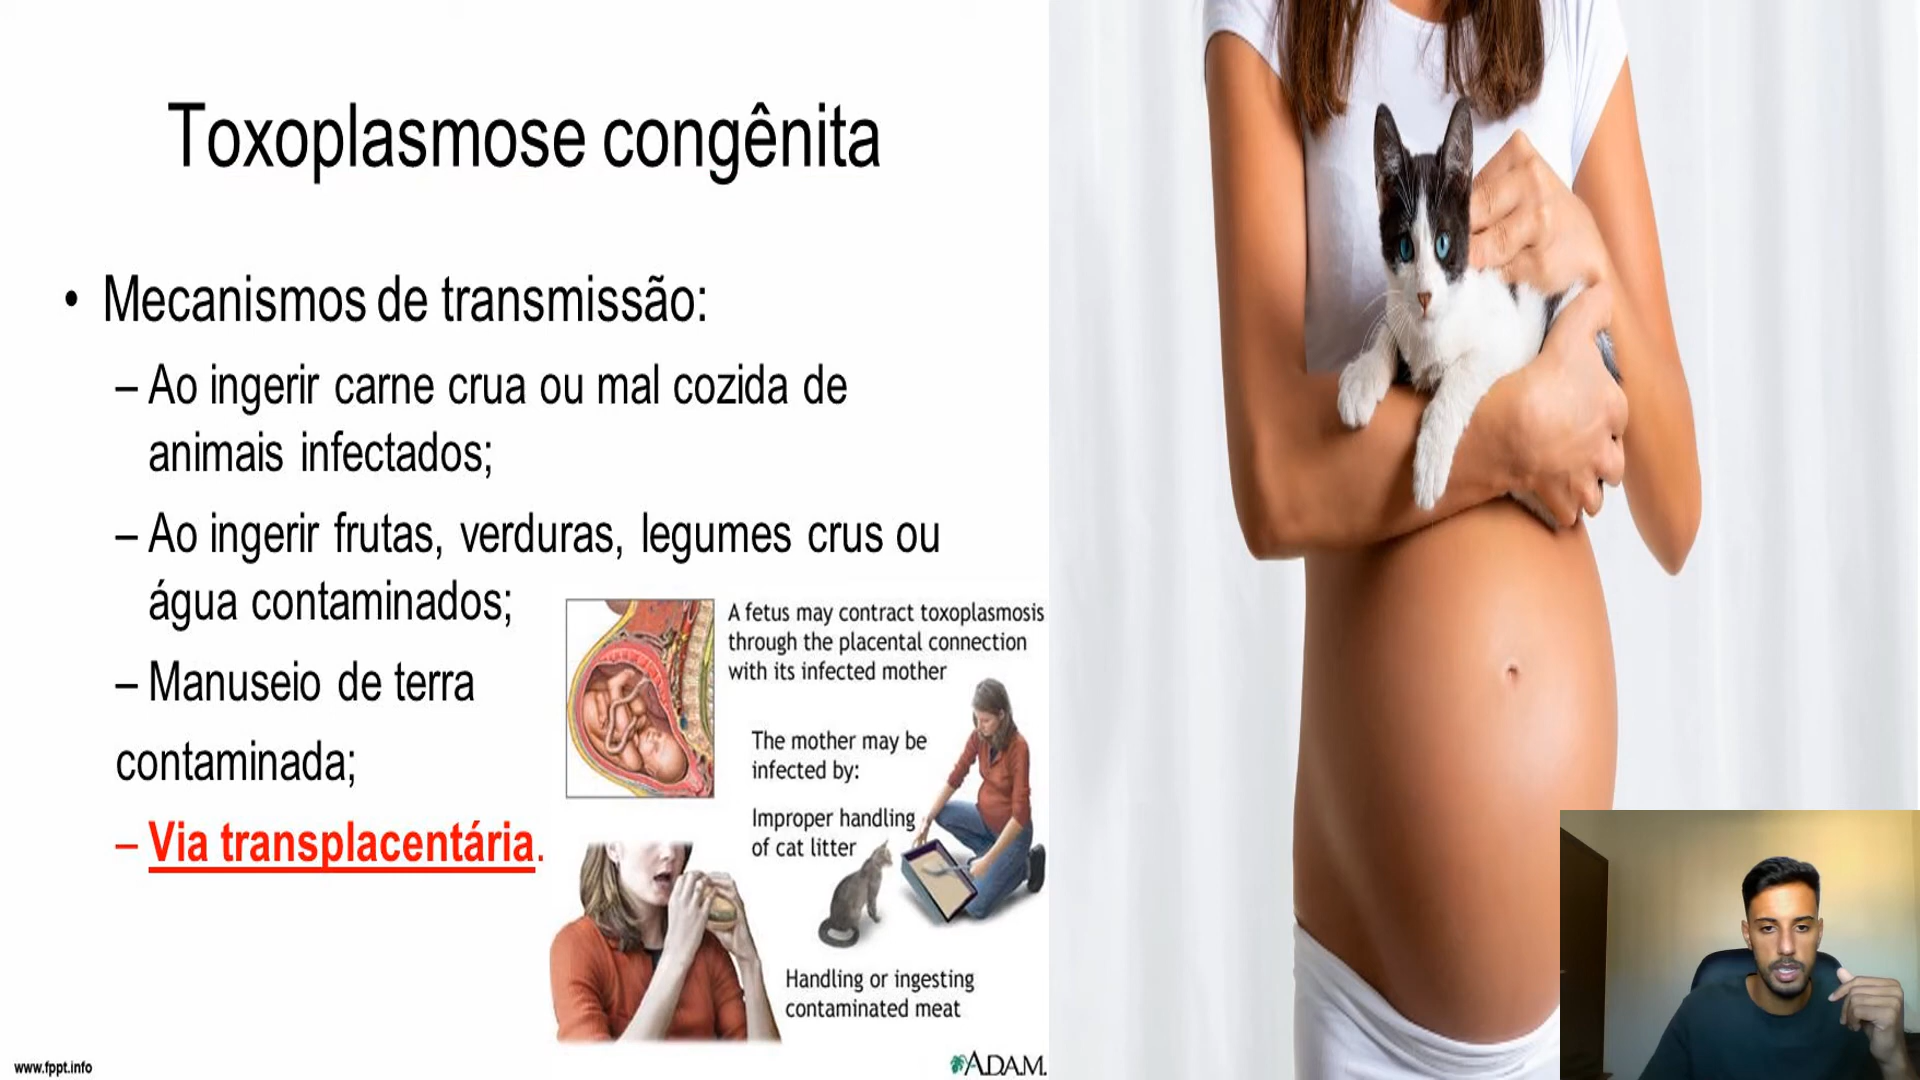 Toxoplasmose congênita
• Mecanismos de transmissão:
– Ao ingerir carne crua ou mal cozida de
animais infectados;
– Ao ingerir frutas, verduras, legumes crus ou
água contaminados;
– Manuseio de terra
contaminada;
– Via transplacentária.
A fetus may contract toxoplasmosis
through the placental connection
with its infected mother
The mother may be
infected by:
Improper handling
of cat litter
Handling or ingesting
contaminated meat
www.fppt.info
A.D.A.M.